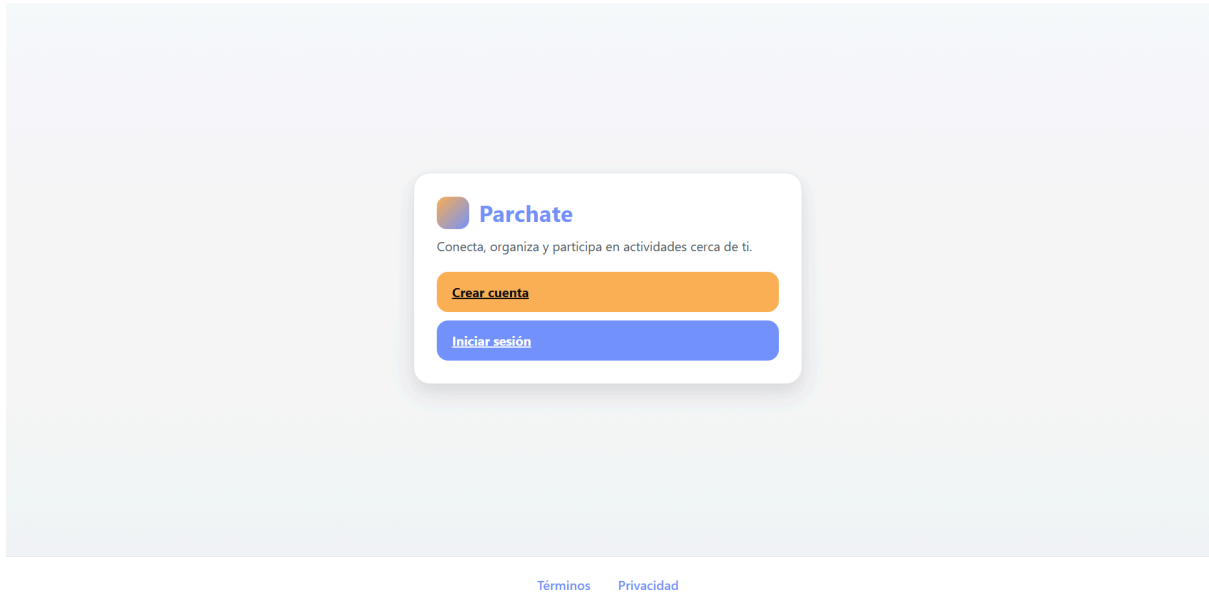 Parchate
Conecta, organiza y participa en actividades cerca de ti.
Crear cuenta
Iniciar sesión
Términos Privacidad